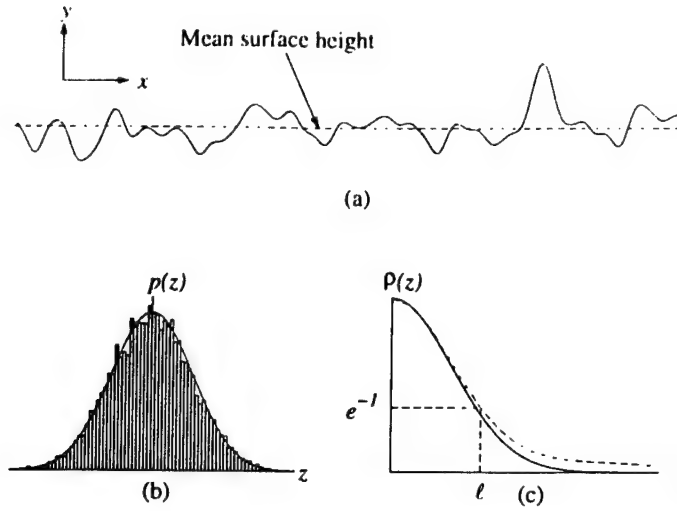 y
x
Mean surface height
(a)
p(z)
z
(b)
ρ(z)
e⁻¹
ℓ
(c)